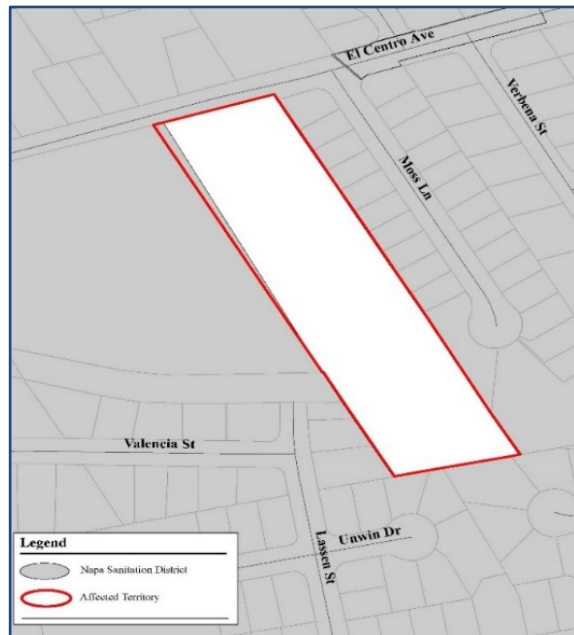 El Centro Ave
Verbena St
Moss Ln
Valencia St
Unwin Dr
Lassen St
Legend
Napa Sanitation District
Affected Territory